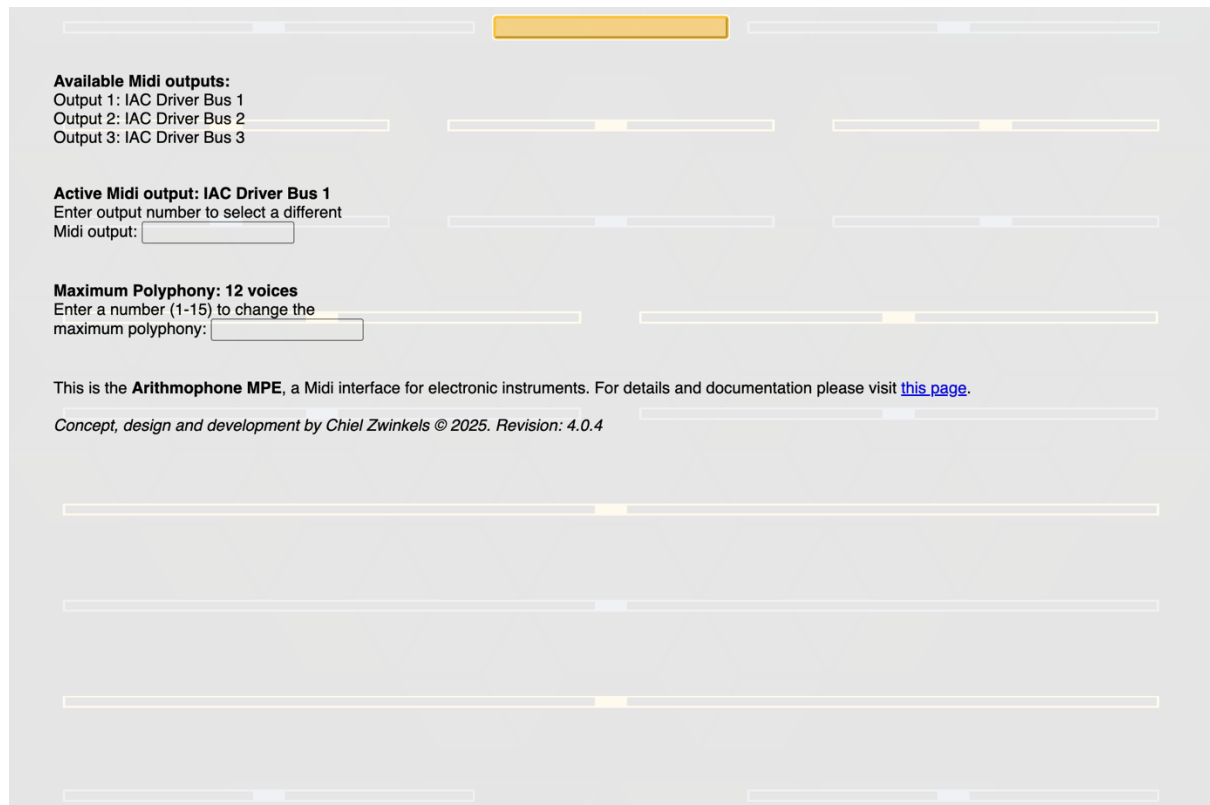 Available Midi outputs:
Output 1: IAC Driver Bus 1
Output 2: IAC Driver Bus 2
Output 3: IAC Driver Bus 3
Active Midi output: IAC Driver Bus 1
Enter output number to select a different
Midi output:
Maximum Polyphony: 12 voices
Enter a number (1-15) to change the
maximum polyphony:
This is the Arithmophone MPE, a Midi interface for electronic instruments. For details and documentation please visit this page.
Concept, design and development by Chiel Zwinkels © 2025. Revision: 4.0.4